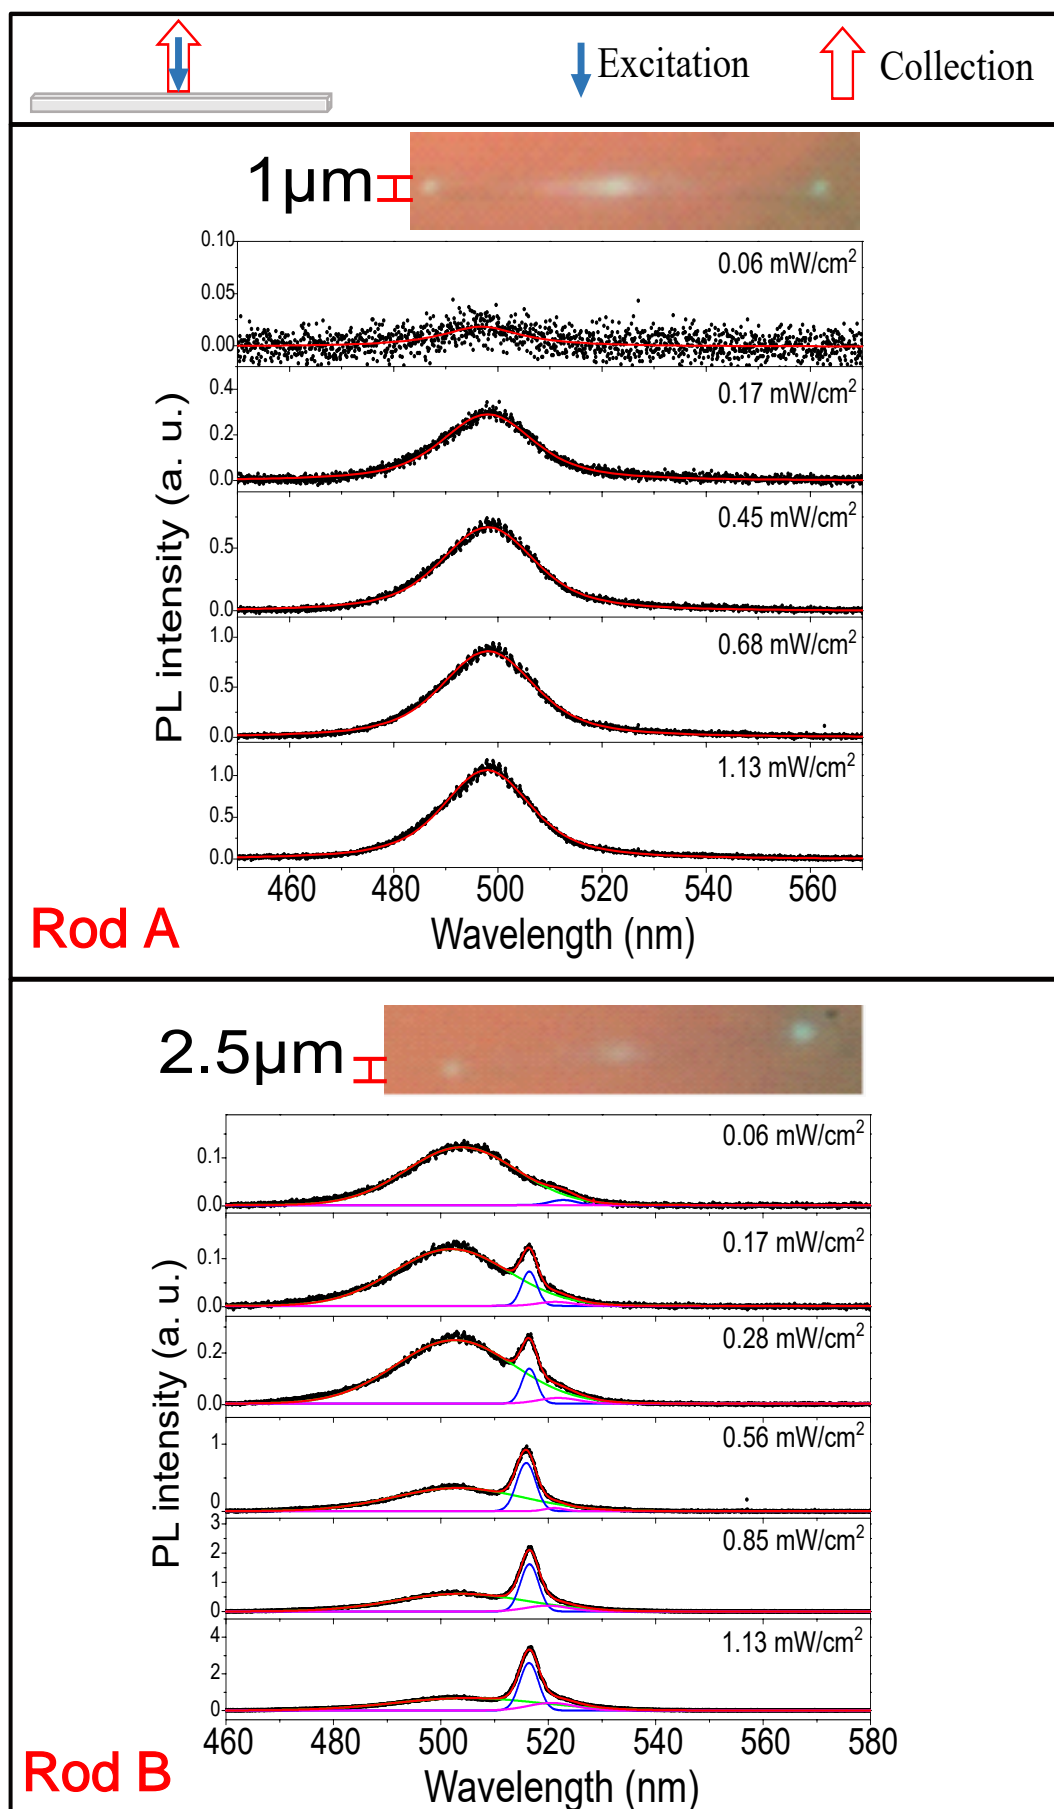 Excitation
Collection
1μm
0.10
0.05
0.00
0.06 mW/cm²
0.4
0.2
0.0
0.17 mW/cm²
0.5
0.0
0.45 mW/cm²
1.0
0.5
0.0
0.68 mW/cm²
1.0
0.5
0.0
1.13 mW/cm²
PL intensity (a. u.)
460 480 500 520 540 560
Wavelength (nm)
Rod A
2.5μm
0.1
0.0
0.06 mW/cm²
0.1
0.0
0.17 mW/cm²
0.2
0.0
0.28 mW/cm²
1
0
0.56 mW/cm²
3
2
1
0
0.85 mW/cm²
4
2
0
1.13 mW/cm²
PL intensity (a. u.)
460 480 500 520 540 560 580
Wavelength (nm)
Rod B